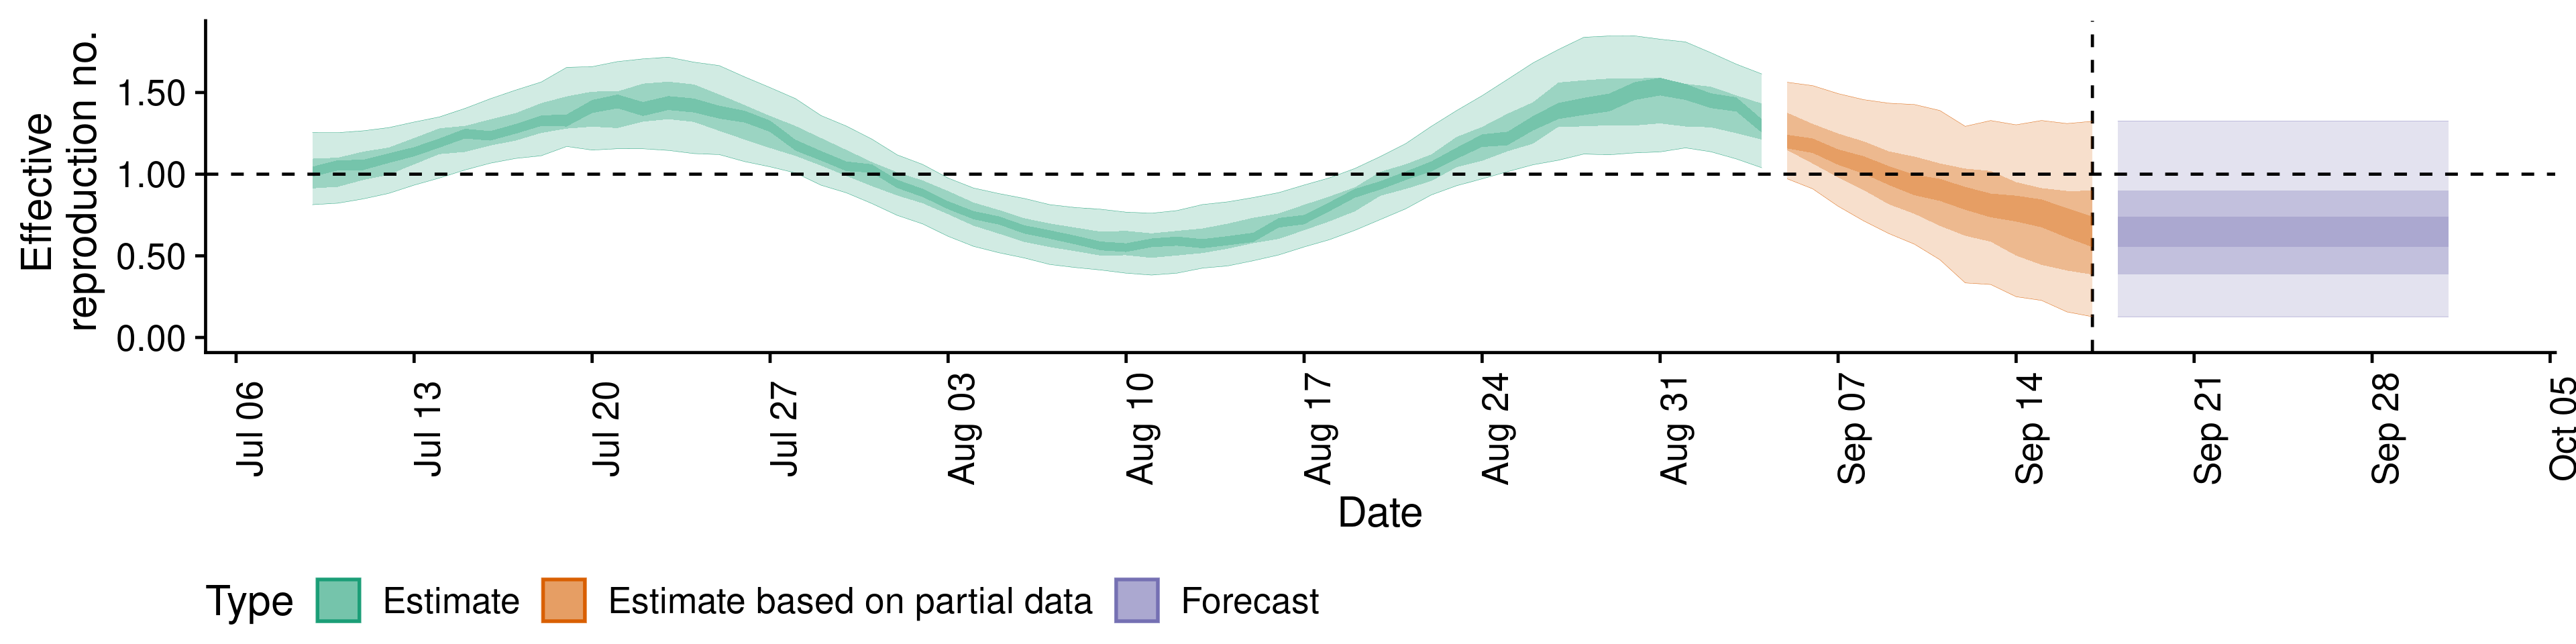 Effective
reproduction no.
1.50
1.00
0.50
0.00
Jul 06
Jul 13
Jul 20
Jul 27
Aug 03
Aug 10
Aug 17
Aug 24
Aug 31
Sep 07
Sep 14
Sep 21
Sep 28
Oct 05
Date
Type Estimate Estimate based on partial data Forecast